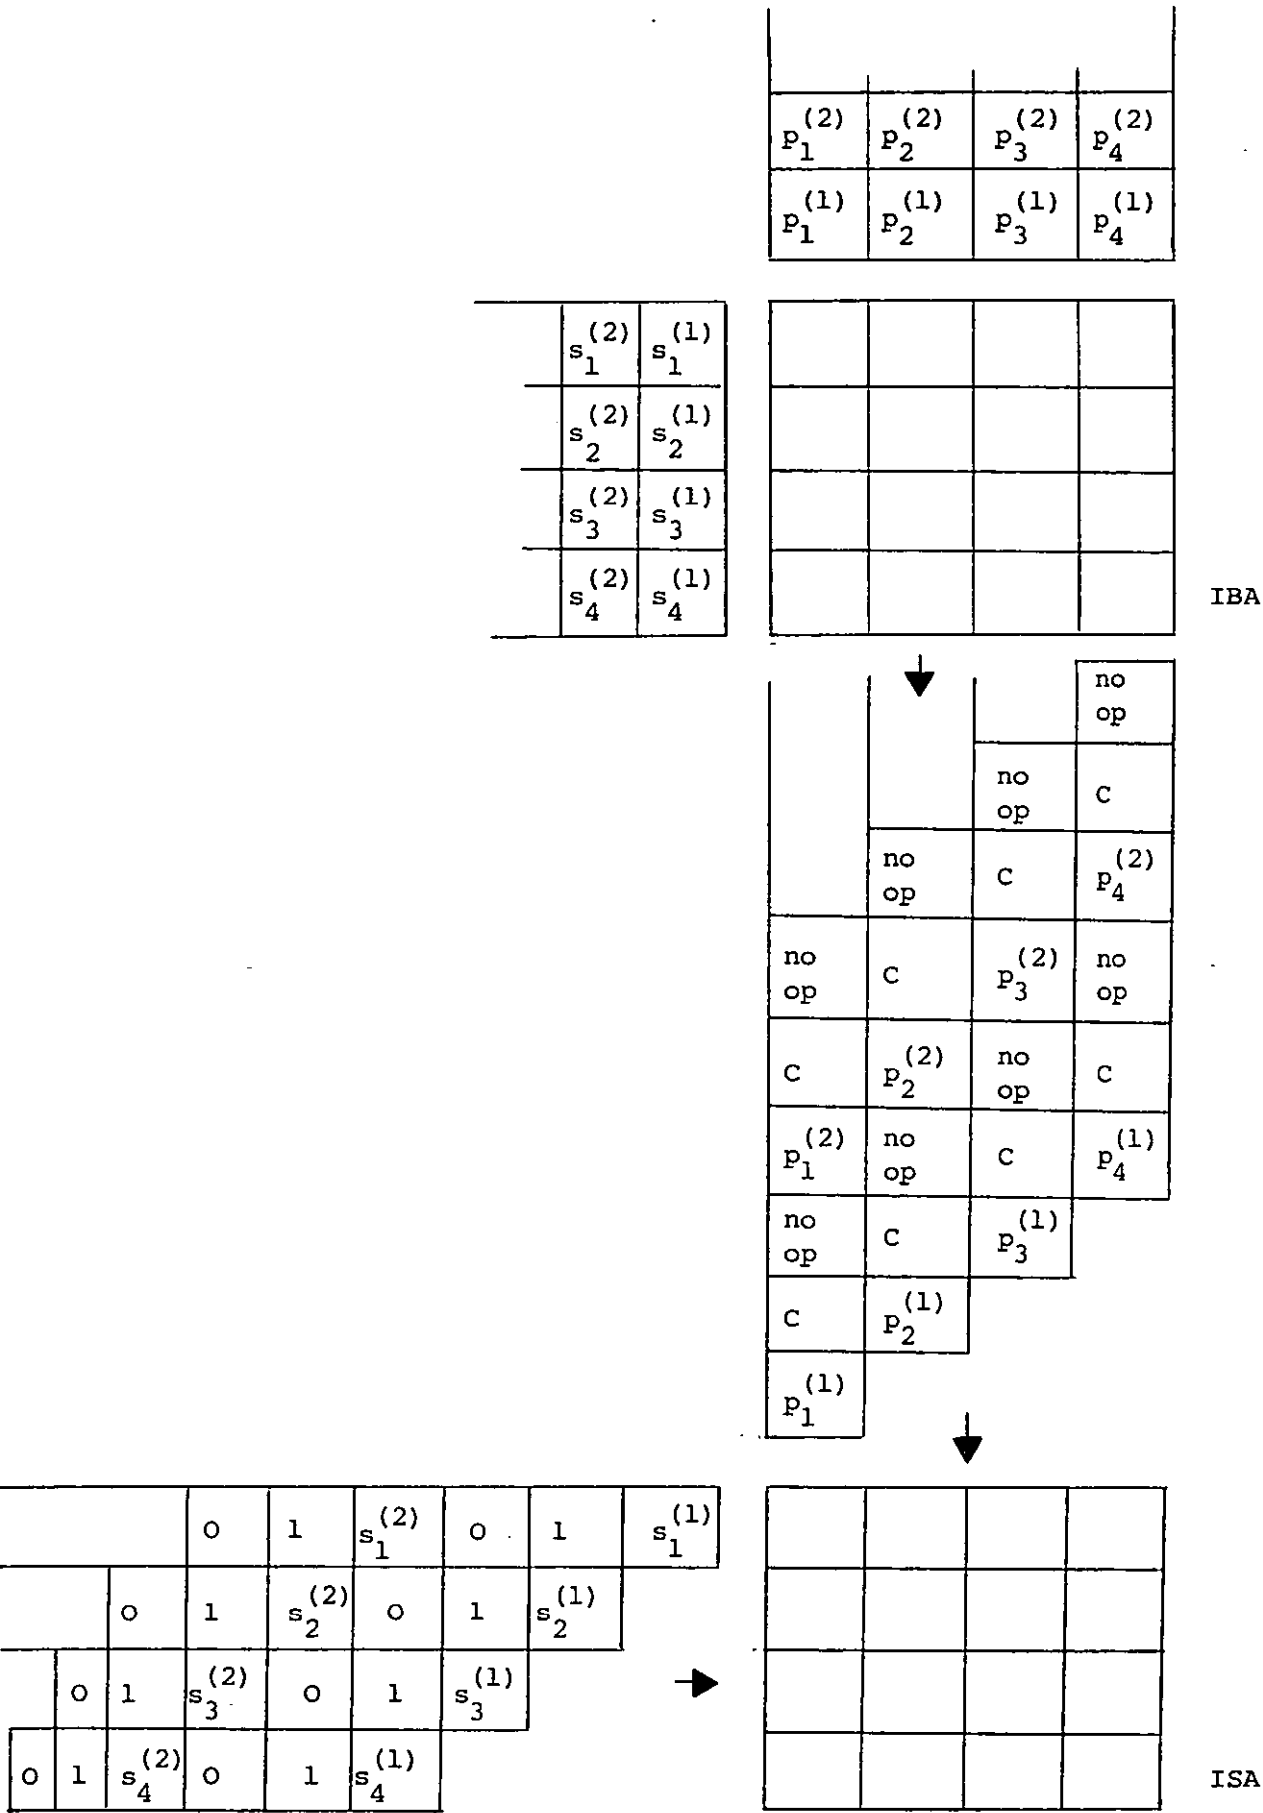 p1(2) p2(2) p3(2) p4(2)
p1(1) p2(1) p3(1) p4(1)
s1(2) s1(1)
s2(2) s2(1)
s3(2) s3(1)
s4(2) s4(1)
IBA
no op
no op C
no op C p4(2)
no op C p3(2) no op
C p2(2) no op C
p1(2) no op C p4(1)
no op C p3(1)
C p2(1)
p1(1)
0 1 s1(2) 0 1 s1(1)
0 1 s2(2) 0 1 s2(1)
0 1 s3(2) 0 1 s3(1)
0 1 s4(2) 0 1 s4(1)
ISA